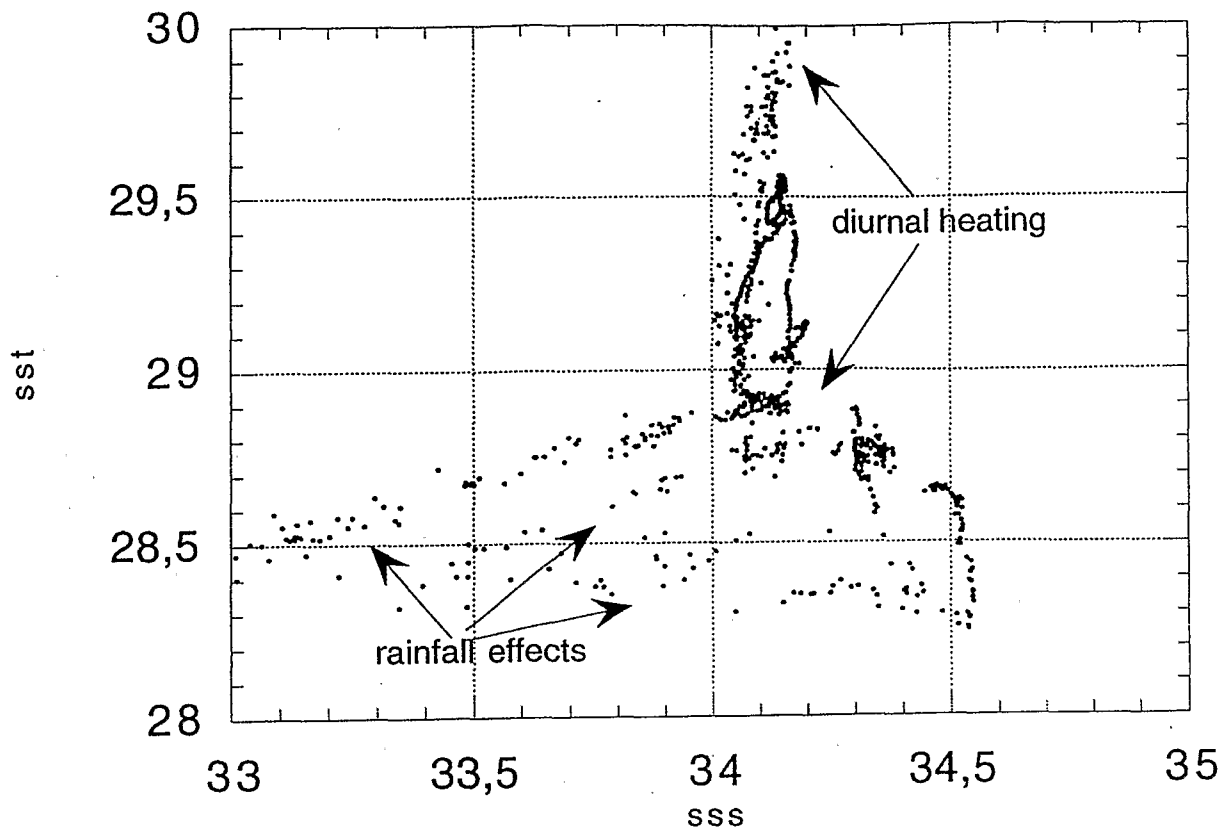 30
29,5
29
28,5
28
sst
diurnal heating
rainfall effects
33
33,5
34
34,5
35
sss